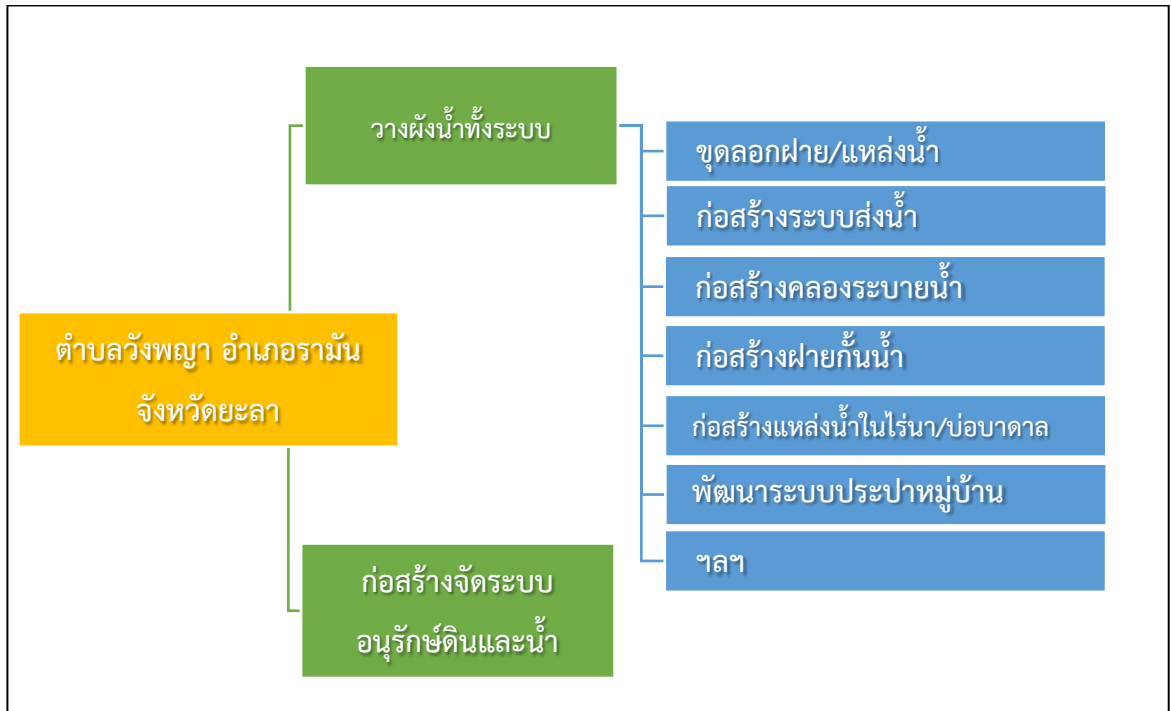 วางผังน้ำทั้งระบบ
ขุดลอกฝาย/แหล่งน้ำ
ก่อสร้างระบบส่งน้ำ
ก่อสร้างคลองระบายน้ำ
ตำบลวังพญา อำเภอรามัน
จังหวัดยะลา
ก่อสร้างฝายกั้นน้ำ
ก่อสร้างแหล่งน้ำในไร่นา/บ่อบาดาล
พัฒนาระบบประปาหมู่บ้าน
ฯลฯ
ก่อสร้างจัดระบบ
อนุรักษ์ดินและน้ำ